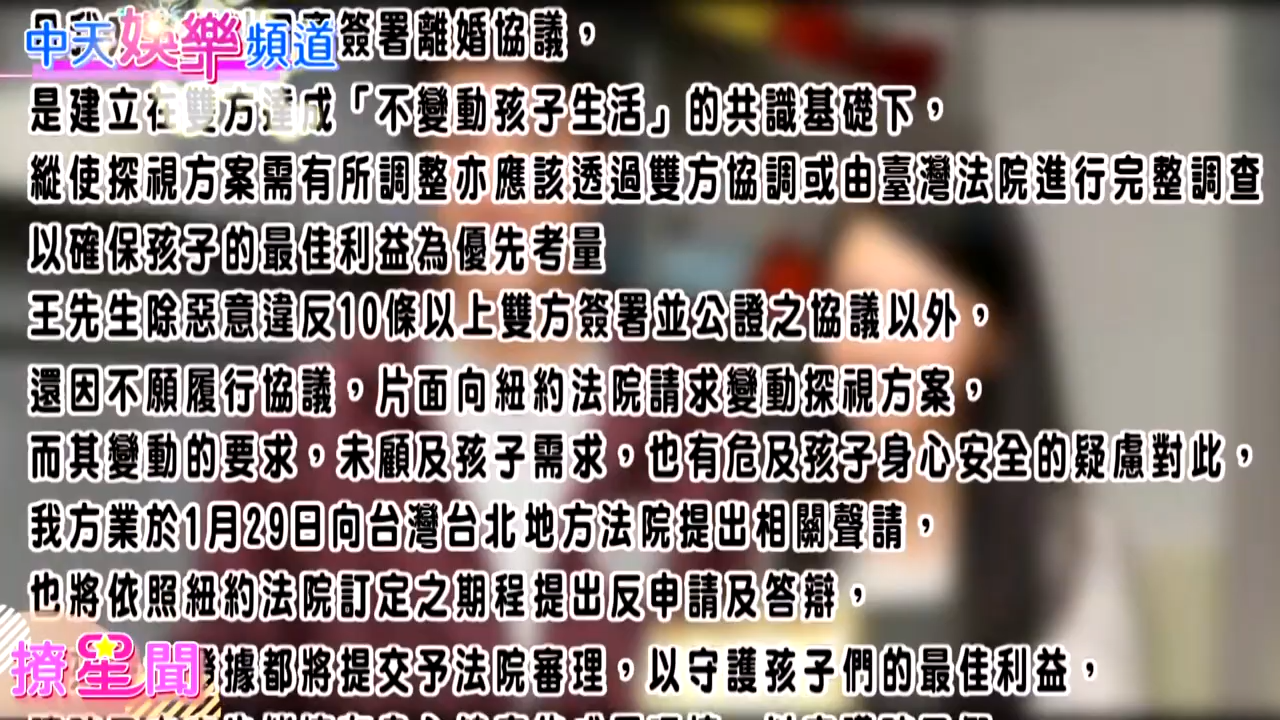 中天娛樂頻道
簽署離婚協議，
是建立在雙方達成「不變動孩子生活」的共識基礎下，
縱使探視方案需有所調整亦應該透過雙方協調或由臺灣法院進行完整調查
以確保孩子的最佳利益為優先考量
王先生除惡意違反10條以上雙方簽署並公證之協議以外，
還因不願履行協議，片面向紐約法院請求變動探視方案，
而其變動的要求，未顧及孩子需求，也有危及孩子身心安全的疑慮對此，
我方業於1月29日向台灣台北地方法院提出相關聲請，
也將依照紐約法院訂定之期程提出反申請及答辯，
據都將提交予法院審理，以守護孩子們的最佳利益，
撩星聞